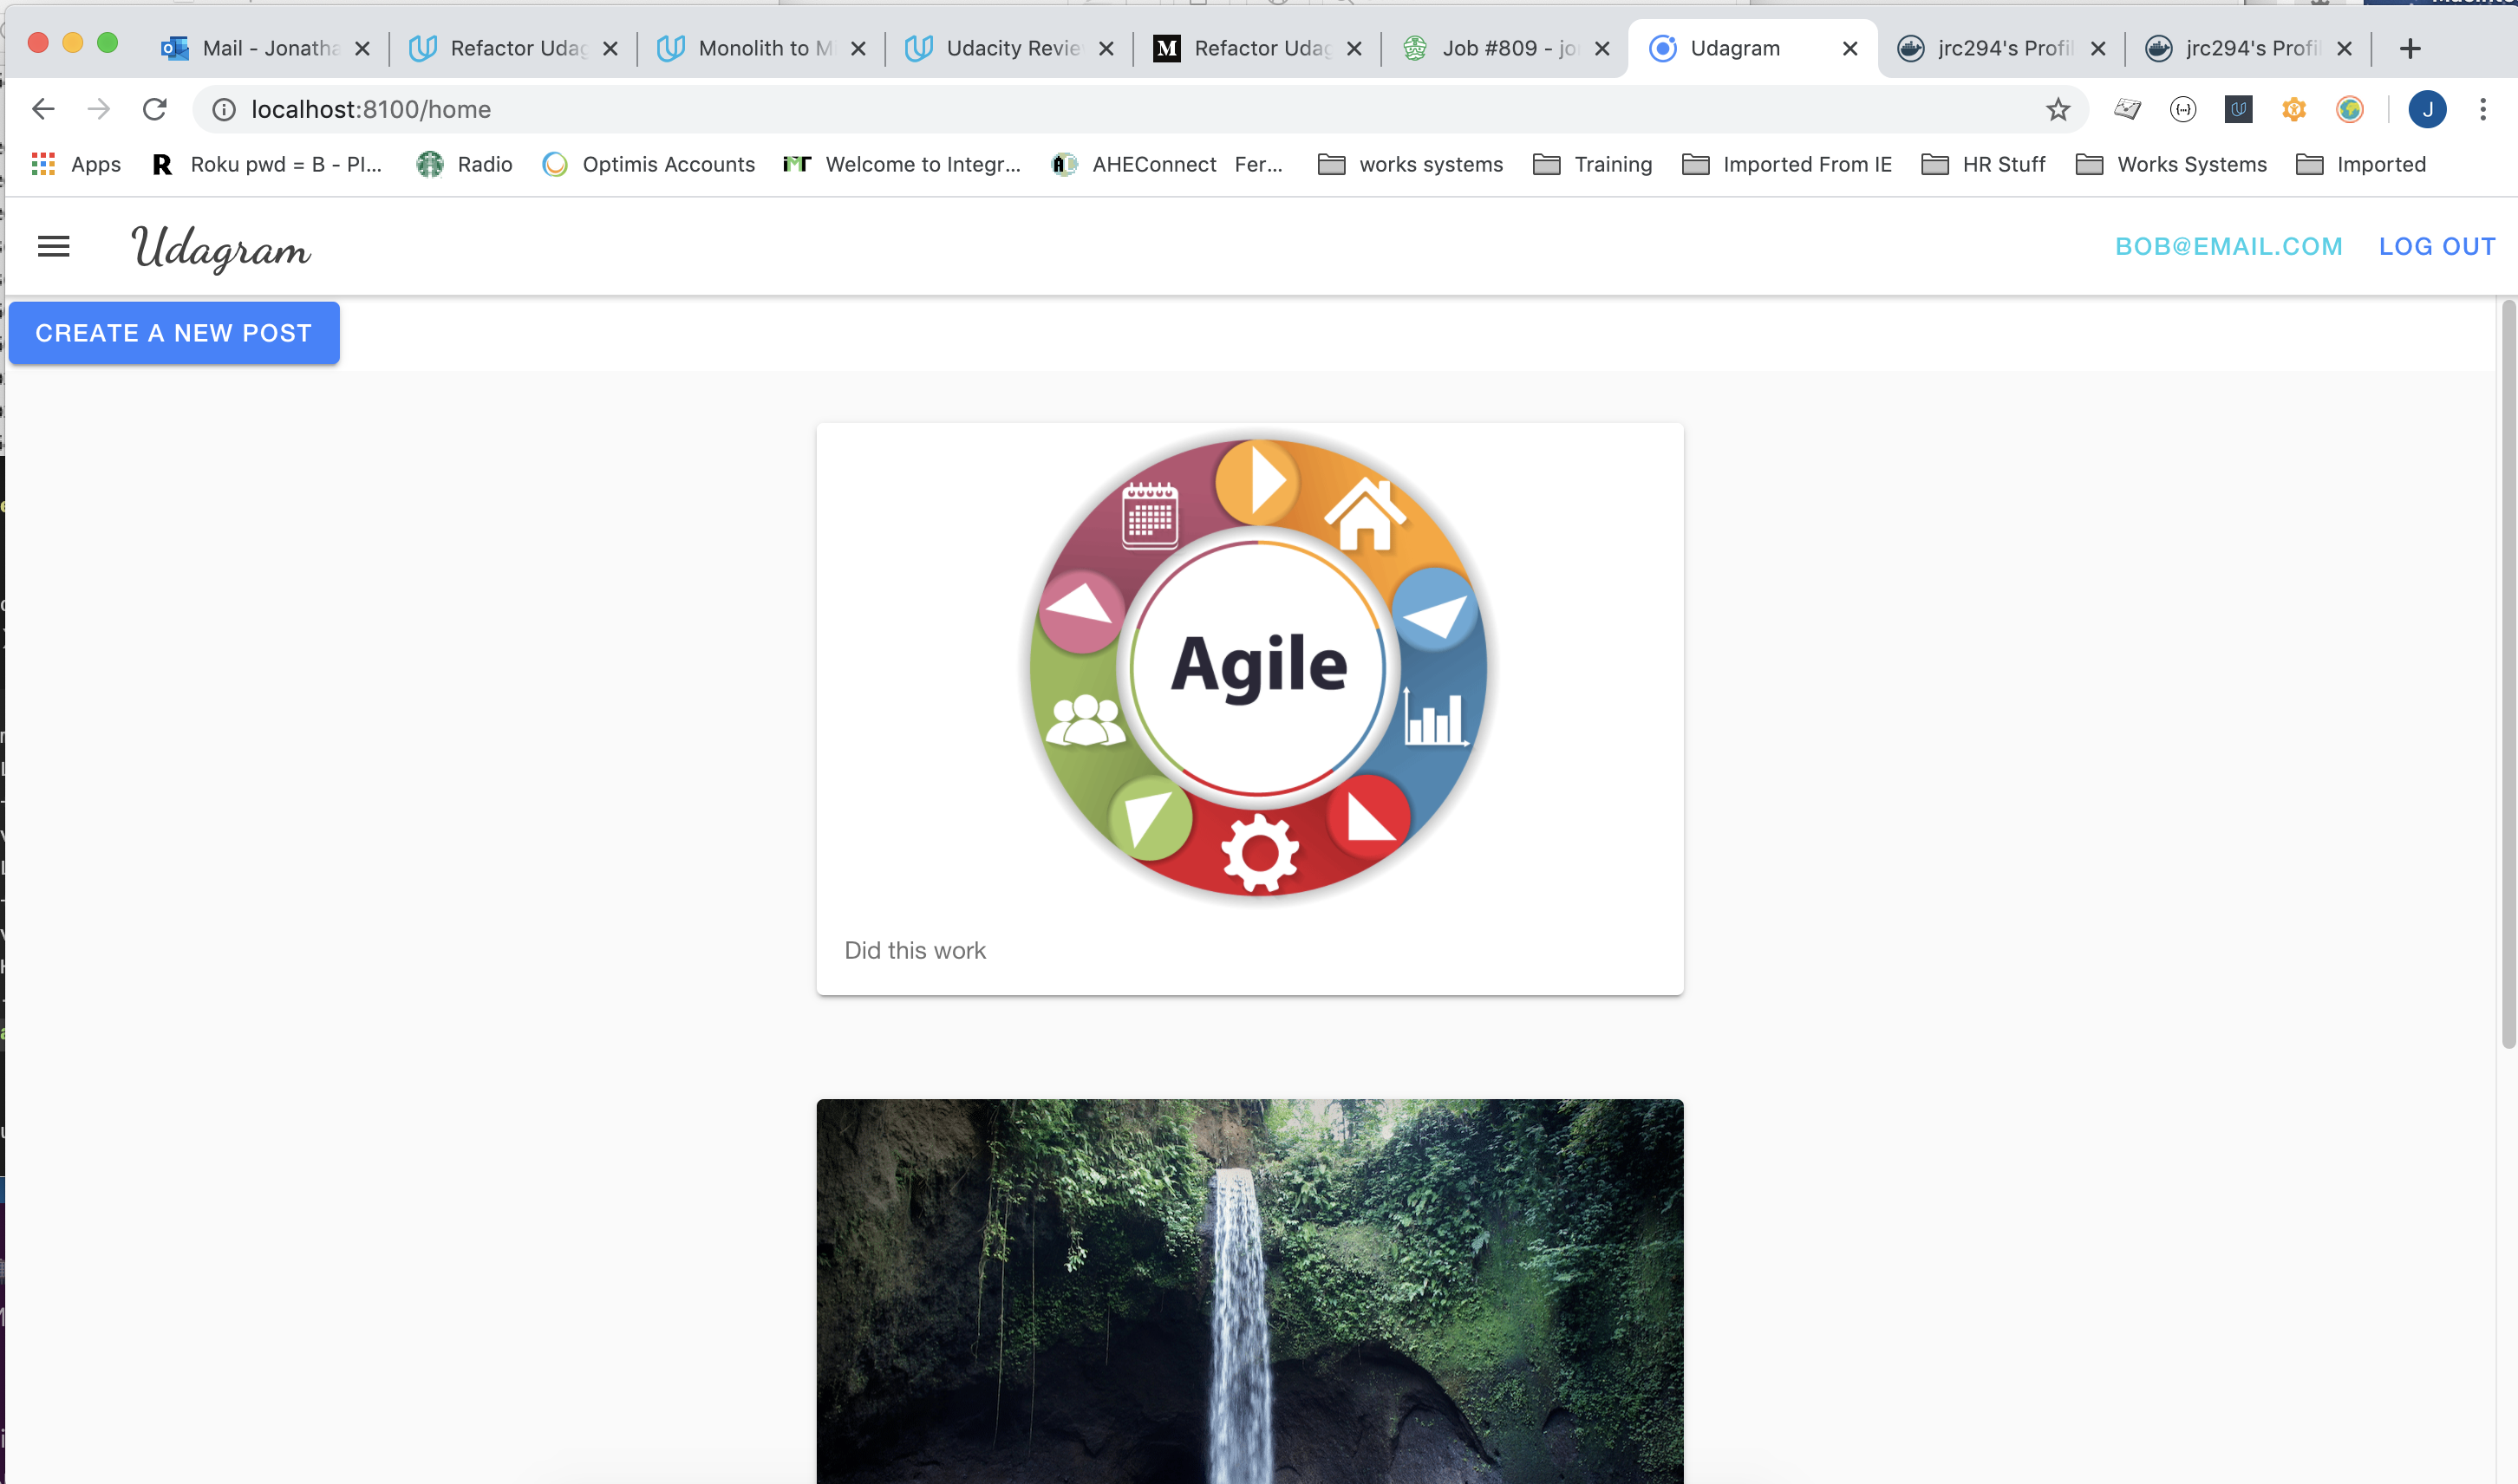 Mail - Jonatha
Refactor Udag
Monolith to M
Udacity Revie
Refactor Udag
Job #809 - jo
Udagram
jrc294's Profil
jrc294's Profil
localhost:8100/home
J
Apps
Roku pwd = B - Pl...
Radio
Optimis Accounts
Welcome to Integr...
AHEConnect Fer...
works systems
Training
Imported From IE
HR Stuff
Works Systems
Imported
Udagram
BOB@EMAIL.COM
LOG OUT
CREATE A NEW POST
Agile
Did this work